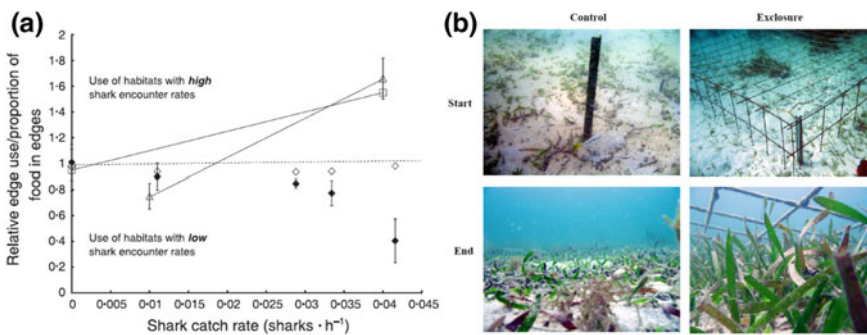 (a)
2
1·8
1·6
1·4
1·2
1
0·8
0·6
0·4
0·2
0
Relative edge use/proportion of
food in edges
Use of habitats with high
shark encounter rates
Use of habitats with low
shark encounter rates
0
0·005
0·01
0·015
0·02
0·025
0·03
0·035
0·04
0·045
Shark catch rate (sharks · h⁻¹)
(b)
Control
Exclosure
Start
End